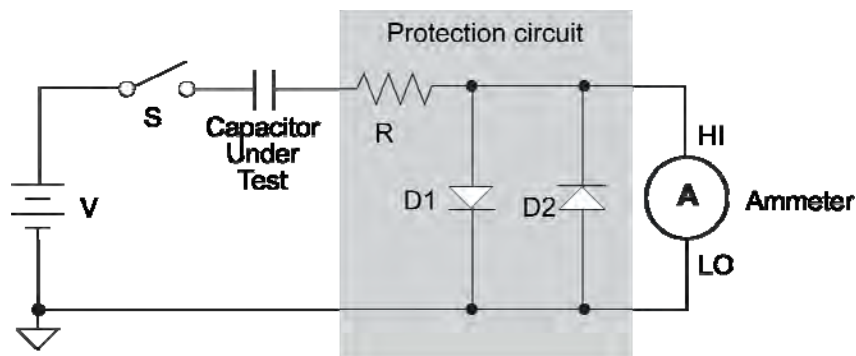 Protection circuit
S
Capacitor
Under
Test
R
HI
D1
D2
A
Ammeter
V
LO